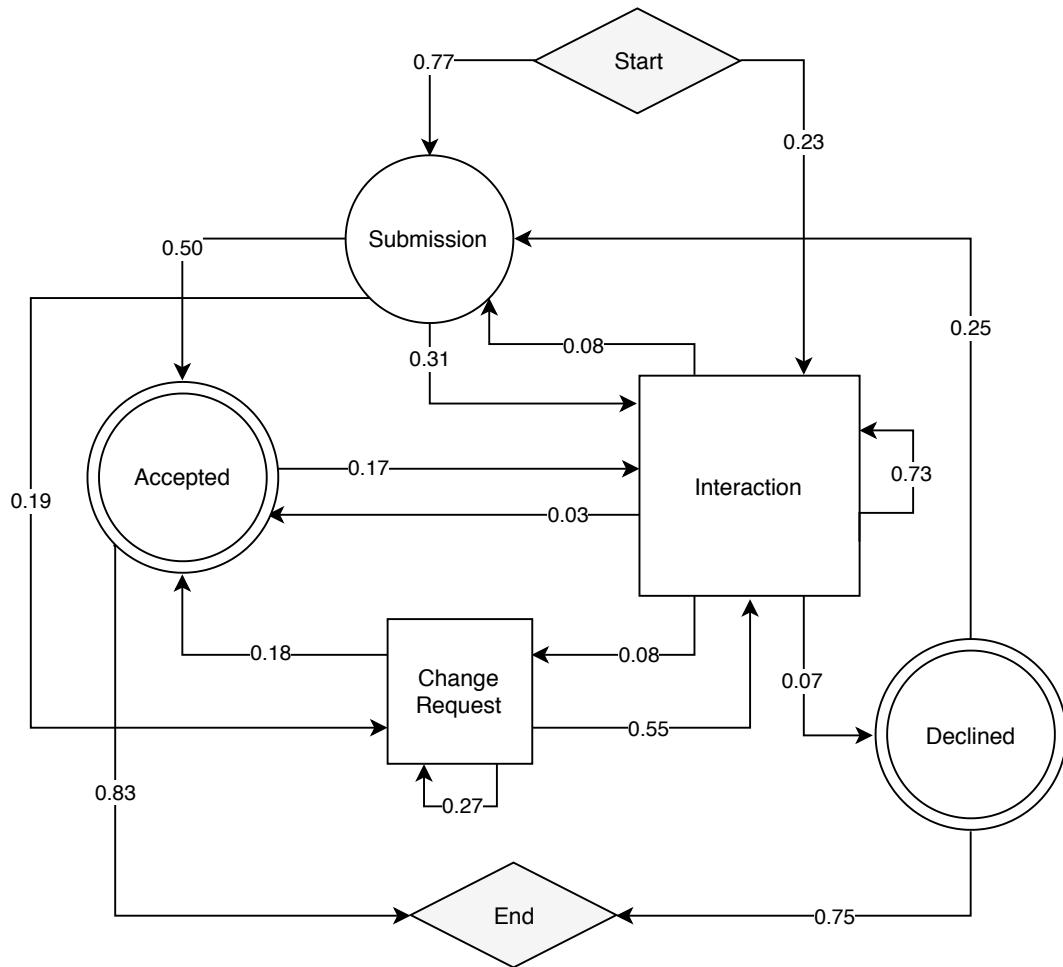 Start
0.77
0.23
Submission
0.50
0.25
0.31
0.08
Accepted
0.17
Interaction
0.73
0.19
0.03
0.18
Change
Request
0.08
0.07
0.55
Declined
0.83
0.27
End
0.75